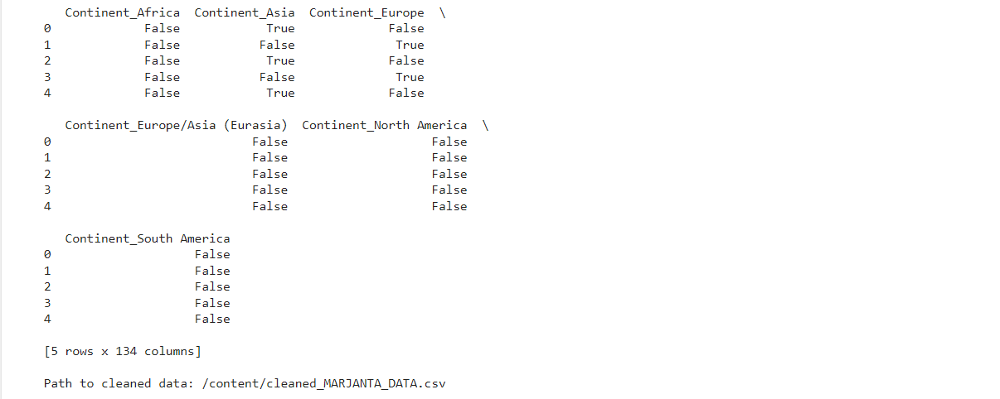 Continent_Africa  Continent_Asia  Continent_Europe  \
0             False            True             False
1             False           False              True
2             False            True             False
3             False           False              True
4             False            True             False
Continent_Europe/Asia (Eurasia)  Continent_North America  \
0                            False                    False
1                            False                    False
2                            False                    False
3                            False                    False
4                            False                    False
Continent_South America
0                    False
1                    False
2                    False
3                    False
4                    False
[5 rows x 134 columns]
Path to cleaned data: /content/cleaned_MARJANTA_DATA.csv